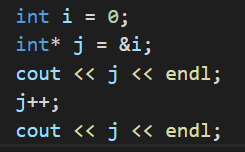 int i = 0;
int* j = &i;
cout << j << endl;
j++;
cout << j << endl;